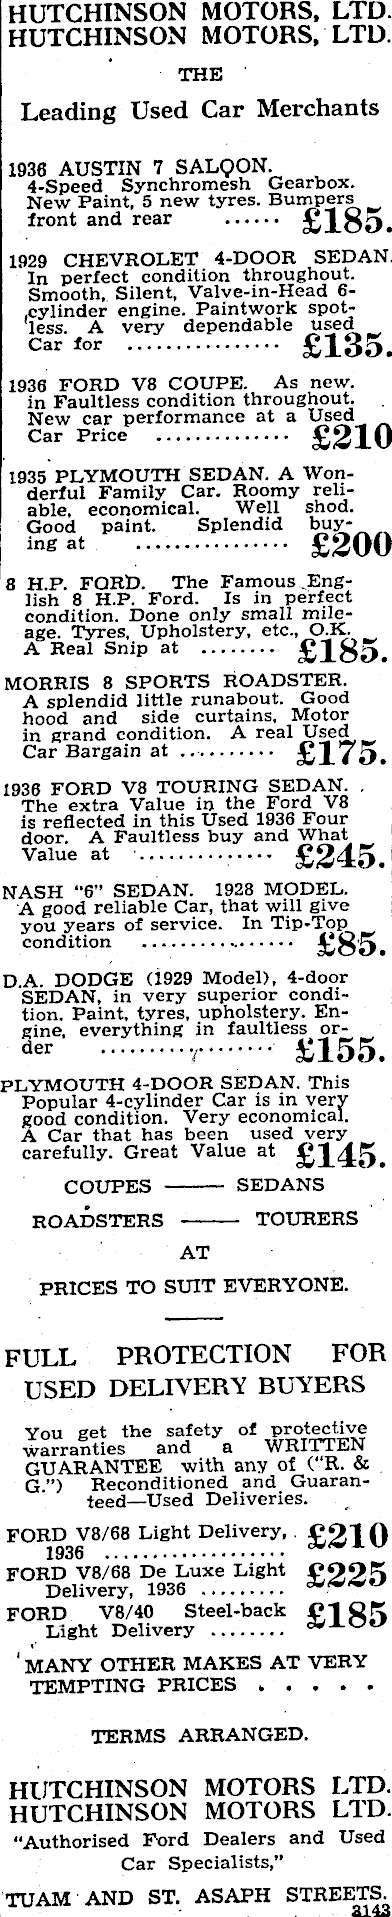 HUTCHINSON MOTORS, LTD.
HUTCHINSON MOTORS, LTD.
THE
Leading Used Car Merchants
1936 AUSTIN 7 SALOON.
4-Speed Synchromesh Gearbox.
New Paint, 5 new tyres. Bumpers
front and rear ...... £185.
1929 CHEVROLET 4-DOOR SEDAN.
In perfect condition throughout.
Smooth, Silent, Valve-in-Head 6-
cylinder engine. Paintwork spot-
less. A very dependable used
Car for ................ £135.
1936 FORD V8 COUPE. As new.
in Faultless condition throughout.
New car performance at a Used
Car Price .............. £210
1935 PLYMOUTH SEDAN. A Won-
derful Family Car. Roomy reli-
able, economical. Well shod.
Good paint. Splendid buy-
ing at ................ £200
8 H.P. FORD. The Famous Eng-
lish 8 H.P. Ford. Is in perfect
condition. Done only small mile-
age. Tyres, Upholstery, etc., O.K.
A Real Snip at ........ £185.
MORRIS 8 SPORTS ROADSTER.
A splendid little runabout. Good
hood and side curtains, Motor
in grand condition. A real Used
Car Bargain at .......... £175.
1936 FORD V8 TOURING SEDAN.
The extra Value in the Ford V8
is reflected in this Used 1936 Four
door. A Faultless buy and What
Value at .............. £245.
NASH "6" SEDAN. 1928 MODEL.
A good reliable Car, that will give
you years of service. In Tip-Top
condition ................ £85.
D.A. DODGE (1929 Model), 4-door
SEDAN, in very superior condi-
tion. Paint, tyres, upholstery. En-
gine, everything in faultless or-
der .................. £155.
PLYMOUTH 4-DOOR SEDAN. This
Popular 4-cylinder Car is in very
good condition. Very economical.
A Car that has been used very
carefully. Great Value at £145.
COUPES —— SEDANS
ROADSTERS —— TOURERS
AT
PRICES TO SUIT EVERYONE.
FULL PROTECTION FOR
USED DELIVERY BUYERS
You get the safety of protective
warranties and a WRITTEN
GUARANTEE with any of ("R. &
G.") Reconditioned and Guaran-
teed—Used Deliveries.
FORD V8/68 Light Delivery,
1936 .................. £210
FORD V8/68 De Luxe Light
Delivery, 1936 ......... £225
FORD V8/40 Steel-back
Light Delivery ........ £185
MANY OTHER MAKES AT VERY
TEMPTING PRICES . . . . .
TERMS ARRANGED.
HUTCHINSON MOTORS LTD.
HUTCHINSON MOTORS LTD.
"Authorised Ford Dealers and Used
Car Specialists,"
TUAM AND ST. ASAPH STREETS.
3143